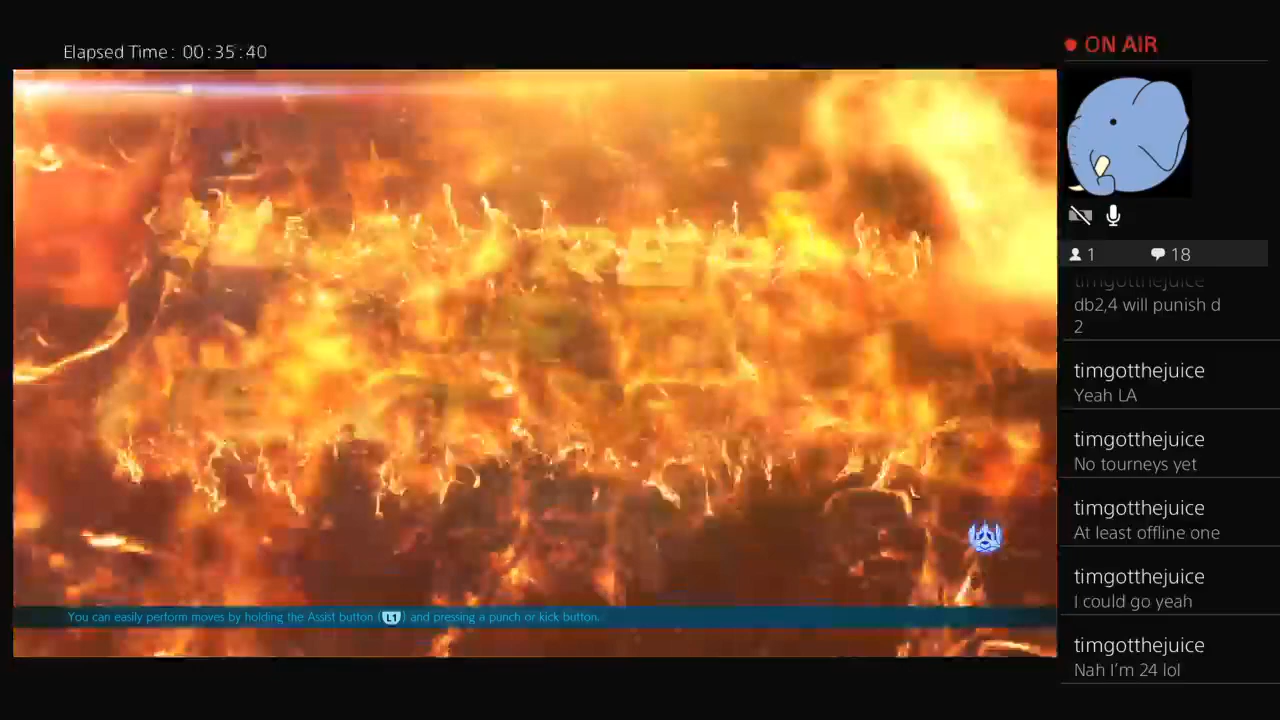 Elapsed Time: 00:35:40
ON AIR
1
18
timgotthejuice
db2,4 will punish d
2
timgotthejuice
Yeah LA
timgotthejuice
No tourneys yet
timgotthejuice
At least offline one
timgotthejuice
I could go yeah
timgotthejuice
Nah I'm 24 lol
You can easily perform moves by holding the Assist button (L1) and pressing a punch or kick button.